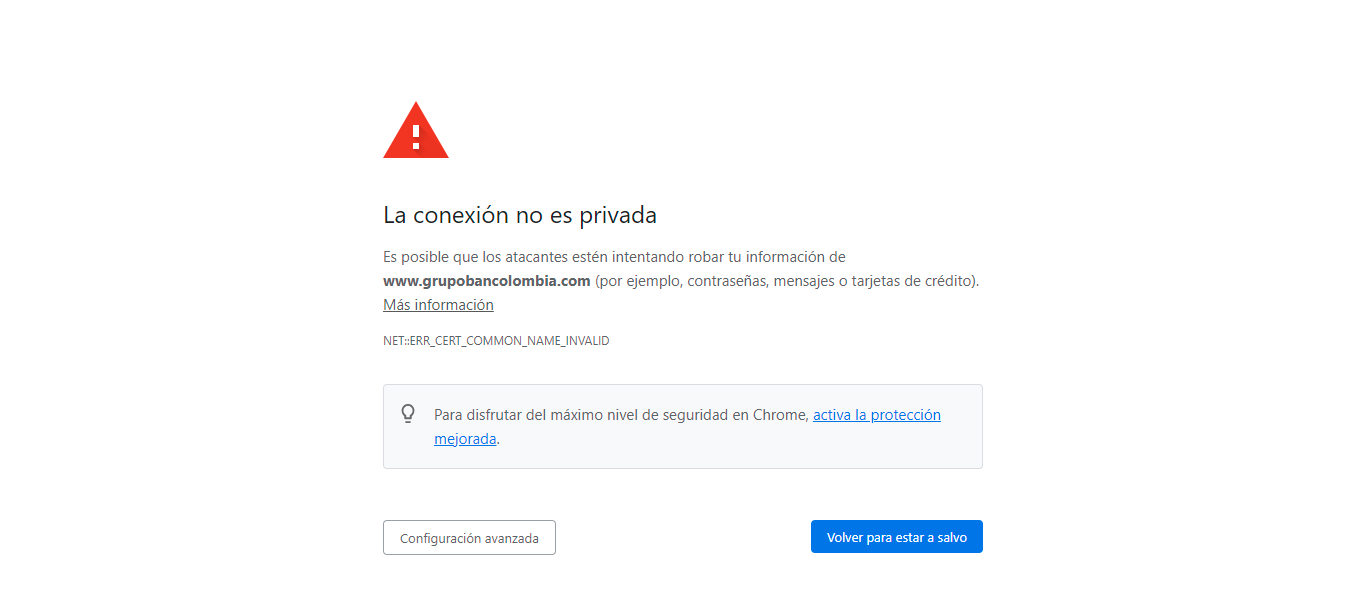 La conexión no es privada
Es posible que los atacantes estén intentando robar tu información de
www.grupobancolombia.com (por ejemplo, contraseñas, mensajes o tarjetas de crédito).
Más información
NET::ERR_CERT_COMMON_NAME_INVALID
Para disfrutar del máximo nivel de seguridad en Chrome, activa la protección
mejorada.
Configuración avanzada
Volver para estar a salvo